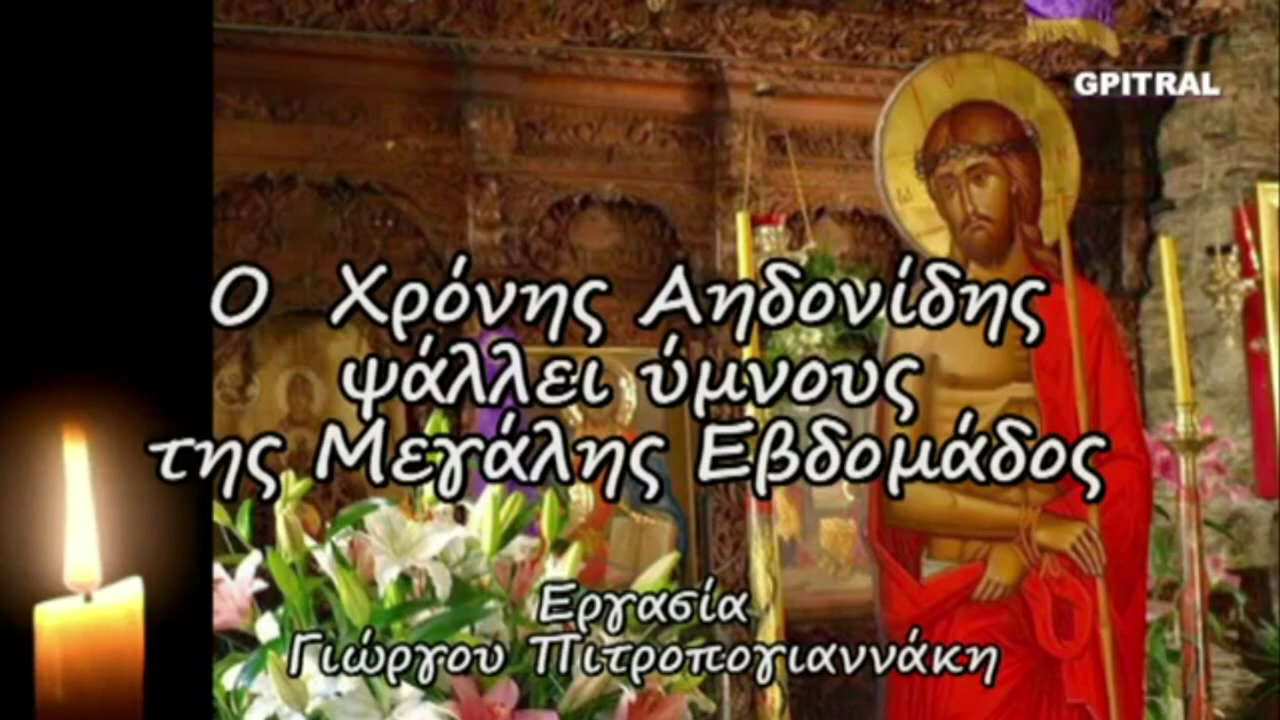 GPITRAL
Ο Χρόνης Αηδονίδης
ψάλλει ύμνους
της Μεγάλης Εβδομάδος
Εργασία
Γιώργου Πιτροπογιαννάκη